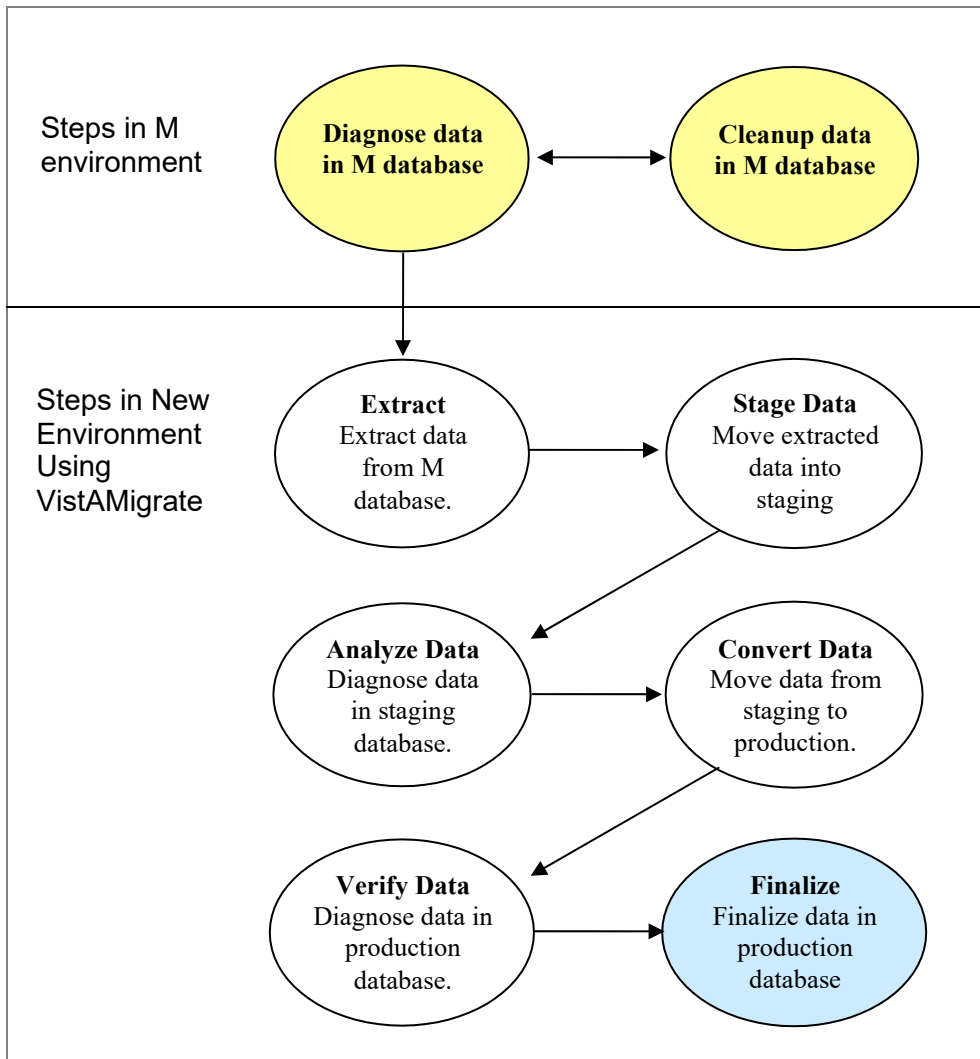 Steps in M
environment
Diagnose data
in M database
Cleanup data
in M database
Steps in New
Environment
Using
VistAMigrate
Extract
Extract data
from M
database.
Stage Data
Move extracted
data into
staging
Analyze Data
Diagnose data
in staging
database.
Convert Data
Move data from
staging to
production.
Verify Data
Diagnose data in
production
database.
Finalize
Finalize data in
production
database